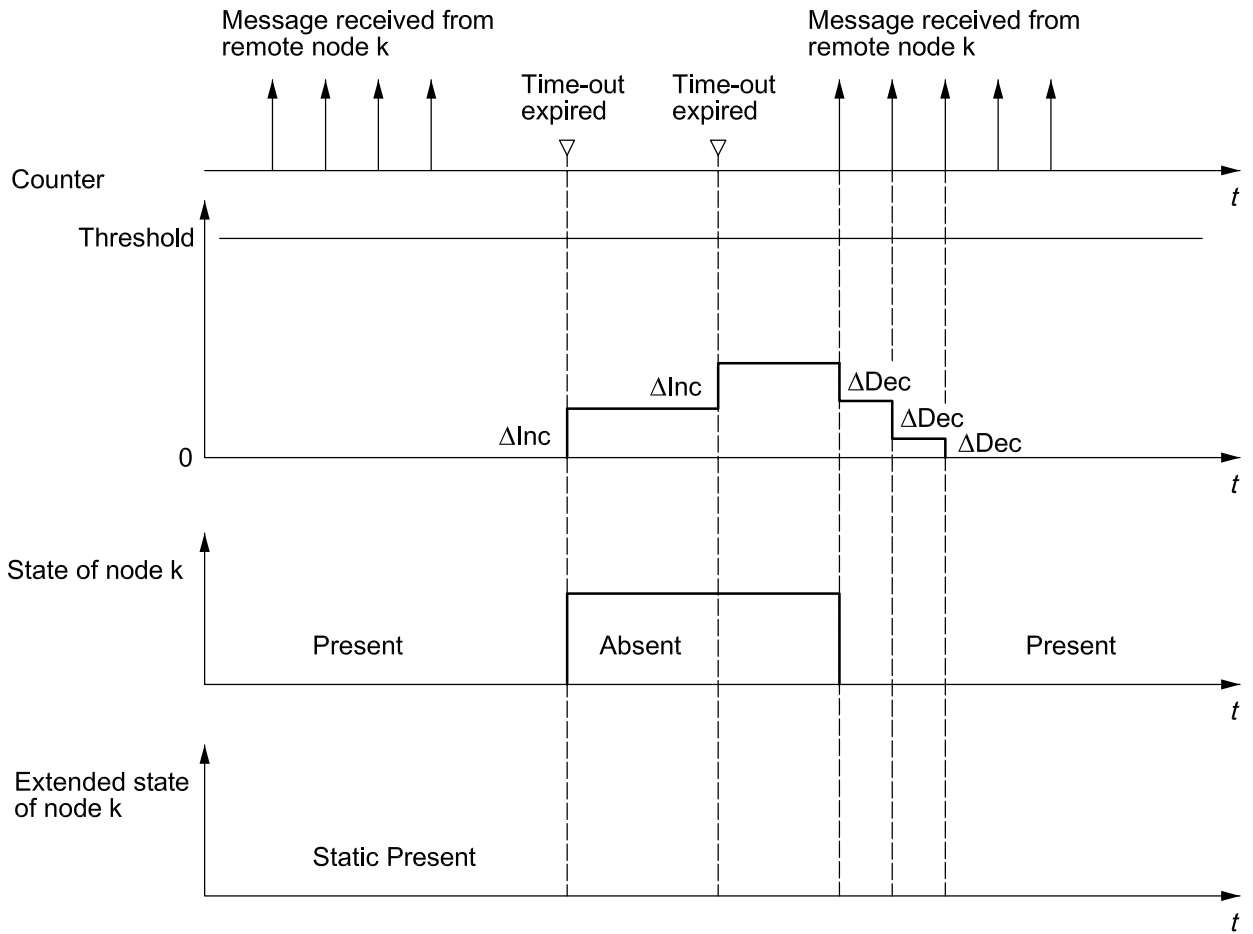 Message received from
remote node k
Message received from
remote node k
Time-out
expired
Time-out
expired
Counter
t
Threshold
ΔInc
ΔInc
ΔDec
ΔDec
ΔDec
0
t
State of node k
Present
Absent
Present
t
Extended state
of node k
Static Present
t